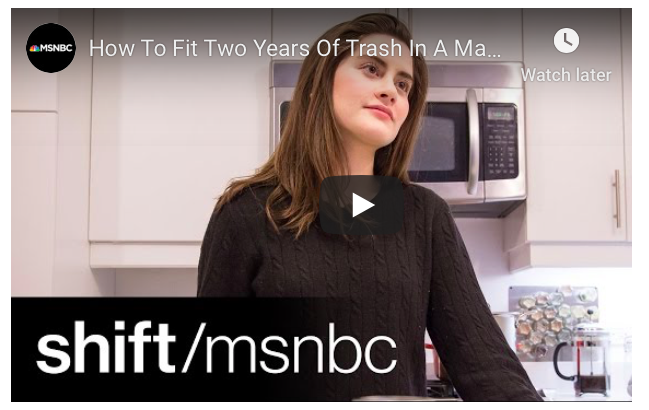 MSNBC
How To Fit Two Years Of Trash In A Ma...
Watch later
shift/msnbc